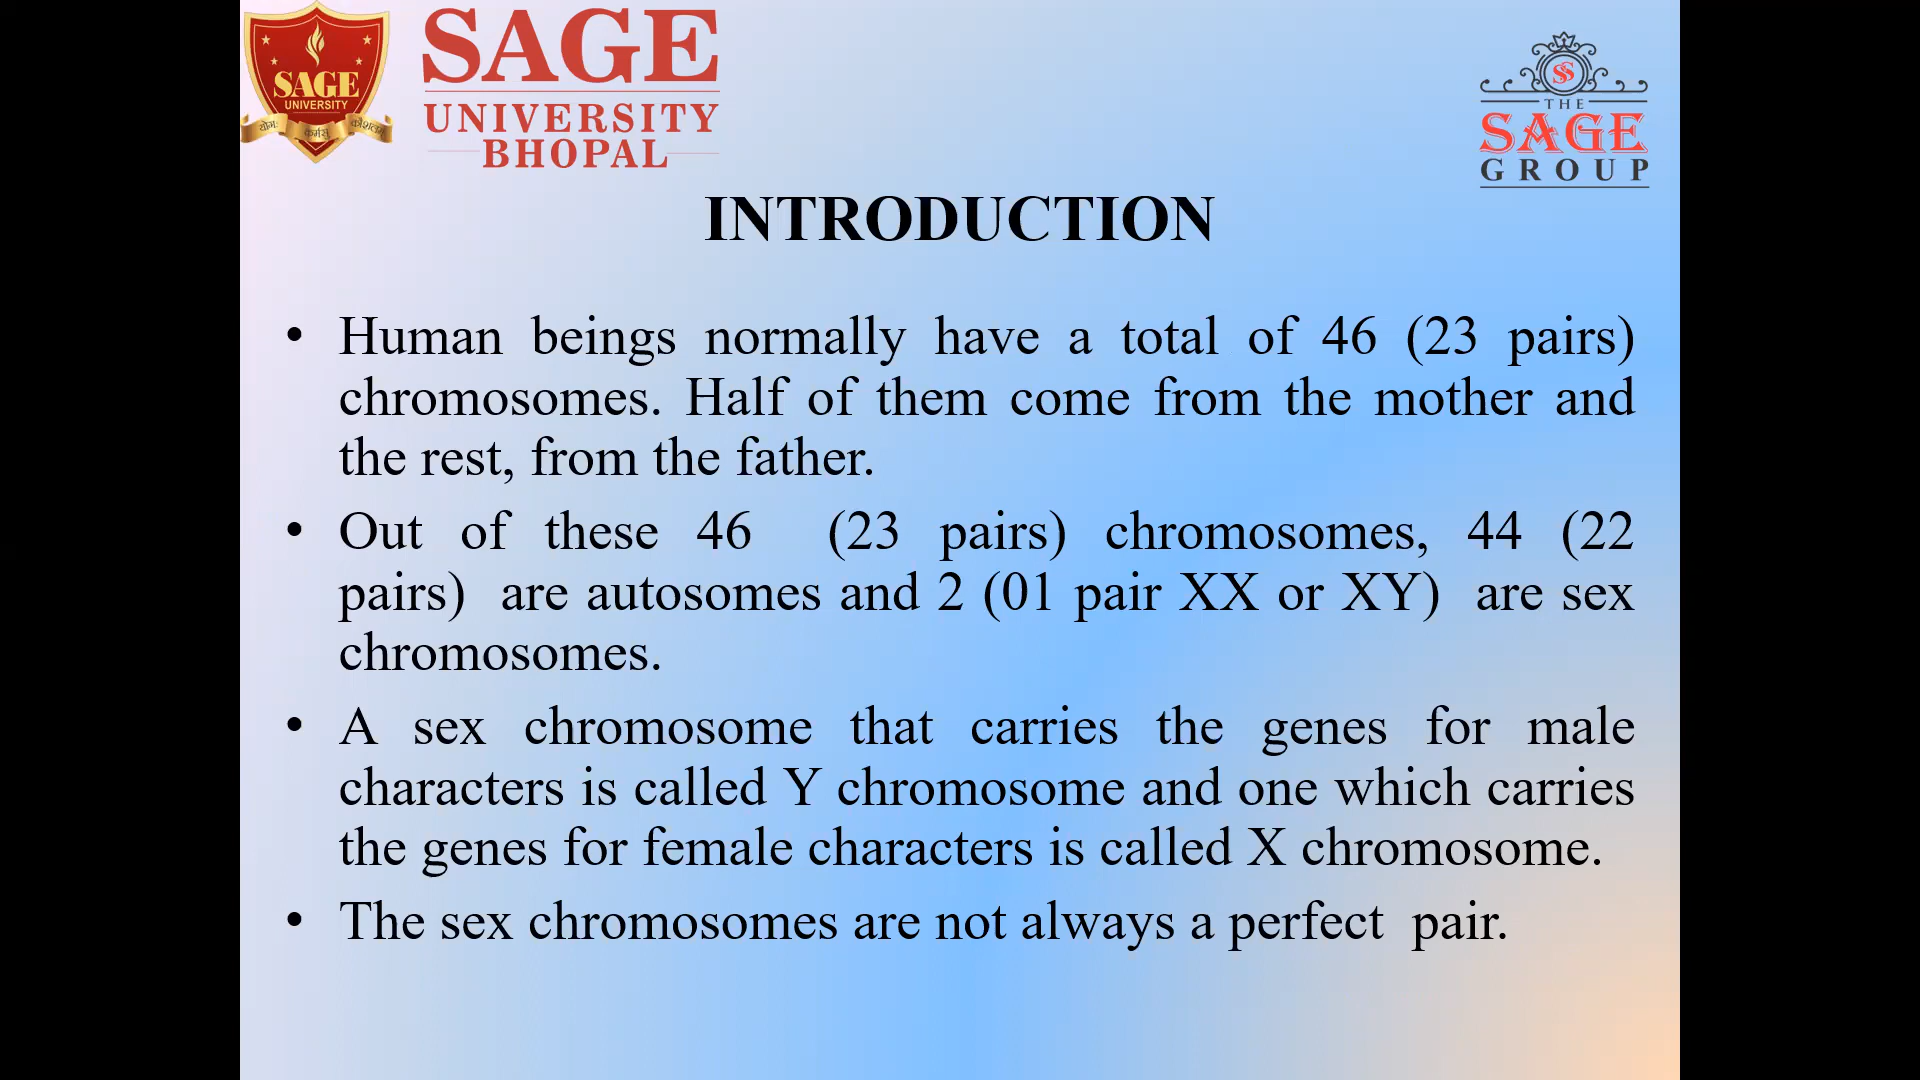 SAGE
UNIVERSITY
योगः कर्मसु कौशलम्
SAGE
UNIVERSITY
BHOPAL
SS
THE
SAGE
GROUP
INTRODUCTION
• Human beings normally have a total of 46 (23 pairs)
chromosomes. Half of them come from the mother and
the rest, from the father.
• Out of these 46 (23 pairs) chromosomes, 44 (22
pairs) are autosomes and 2 (01 pair XX or XY) are sex
chromosomes.
• A sex chromosome that carries the genes for male
characters is called Y chromosome and one which carries
the genes for female characters is called X chromosome.
• The sex chromosomes are not always a perfect pair.